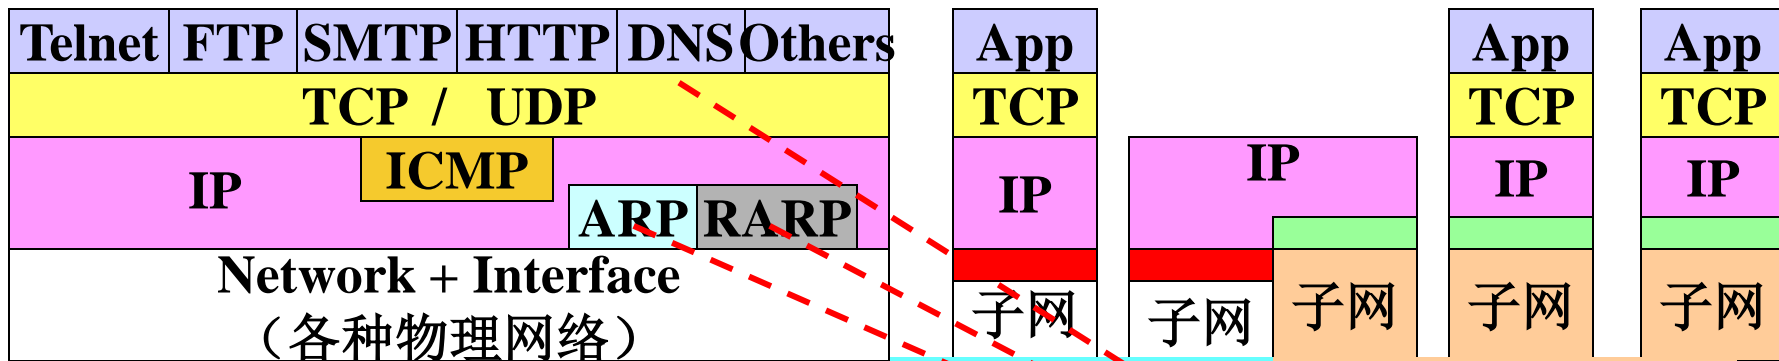 Telnet FTP SMTP HTTP DNS Others
TCP / UDP
IP
ICMP
ARP RARP
Network + Interface
（各种物理网络）
App
TCP
IP
子网
IP
子网 子网
App
TCP
IP
子网
App
TCP
IP
子网